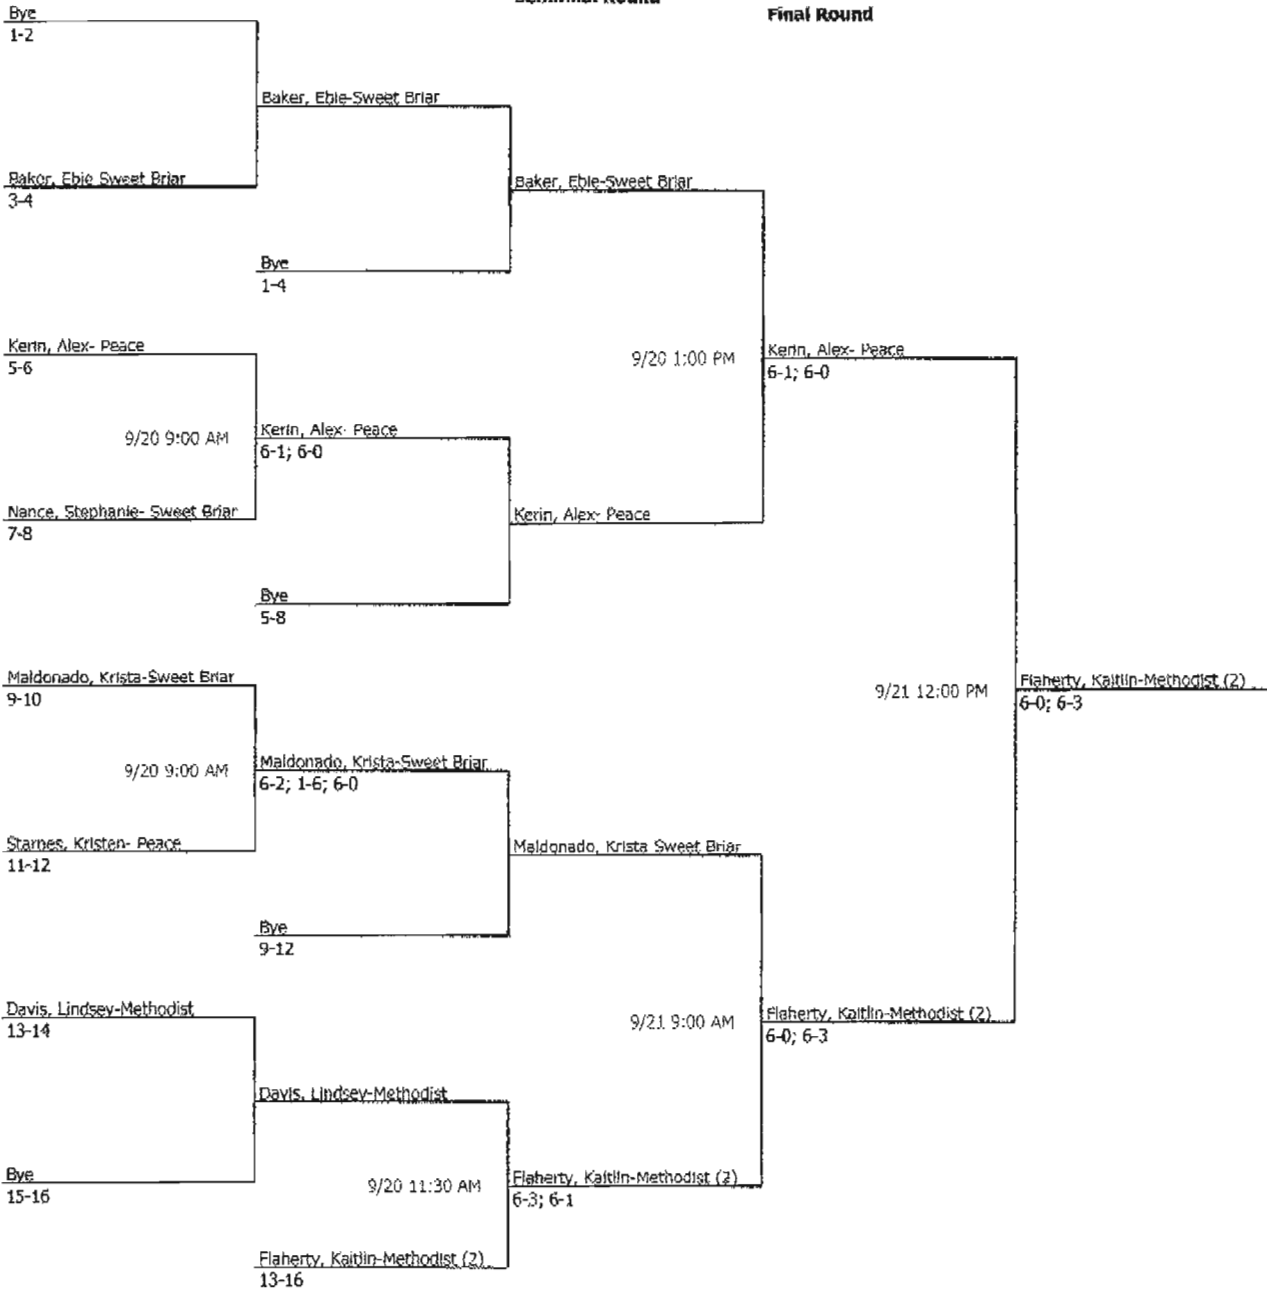 Final Round
Bye
1-2
Baker, Ebie-Sweet Briar
Baker, Ebie Sweet Briar
3-4
Baker, Ebie-Sweet Briar
Bye
1-4
Kerin, Alex- Peace
5-6
9/20 1:00 PM
Kerin, Alex- Peace
6-1; 6-0
9/20 9:00 AM
Kerin, Alex- Peace
6-1; 6-0
Nance, Stephanie- Sweet Briar
7-8
Kerin, Alex- Peace
Bye
5-8
Maldonado, Krista-Sweet Briar
9-10
9/21 12:00 PM
Flaherty, Kaitlin-Methodist (2)
6-0; 6-3
9/20 9:00 AM
Maldonado, Krista-Sweet Briar
6-2; 1-6; 6-0
Starnes, Kristen- Peace
11-12
Maldonado, Krista Sweet Briar
Bye
9-12
Davis, Lindsey-Methodist
13-14
9/21 9:00 AM
Flaherty, Kaitlin-Methodist (2)
6-0; 6-3
Davis, Lindsey-Methodist
Bye
15-16
9/20 11:30 AM
Flaherty, Kaitlin-Methodist (2)
6-3; 6-1
Flaherty, Kaitlin-Methodist (2)
13-16